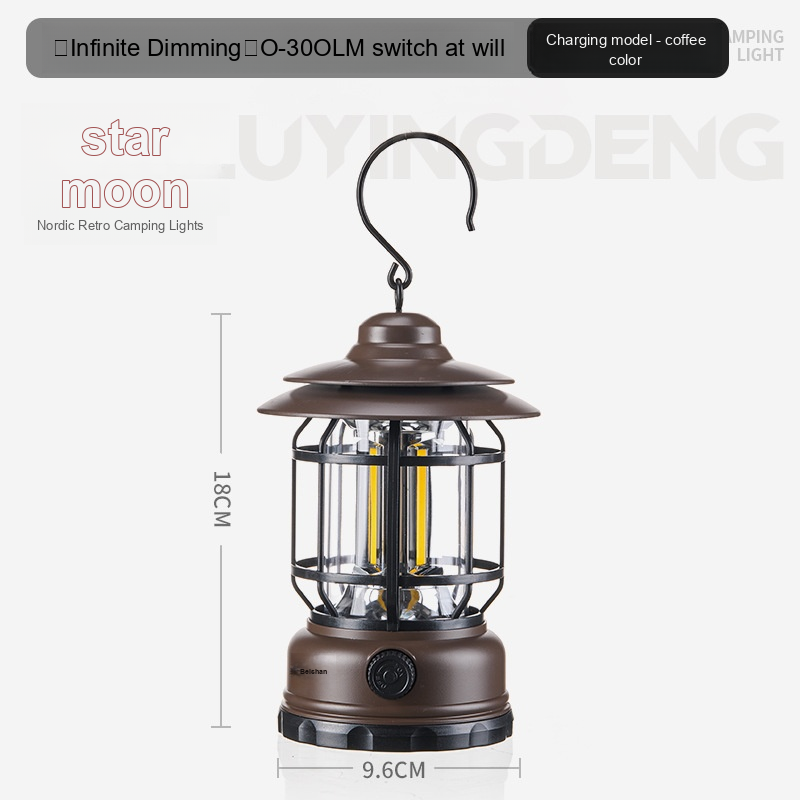 □Infinite Dimming□O-30OLM switch at will
Charging model - coffee
color
AMPING
LIGHT
LUYINGDENG
star
moon
Nordic Retro Camping Lights
18CM
Beishan
9.6CM